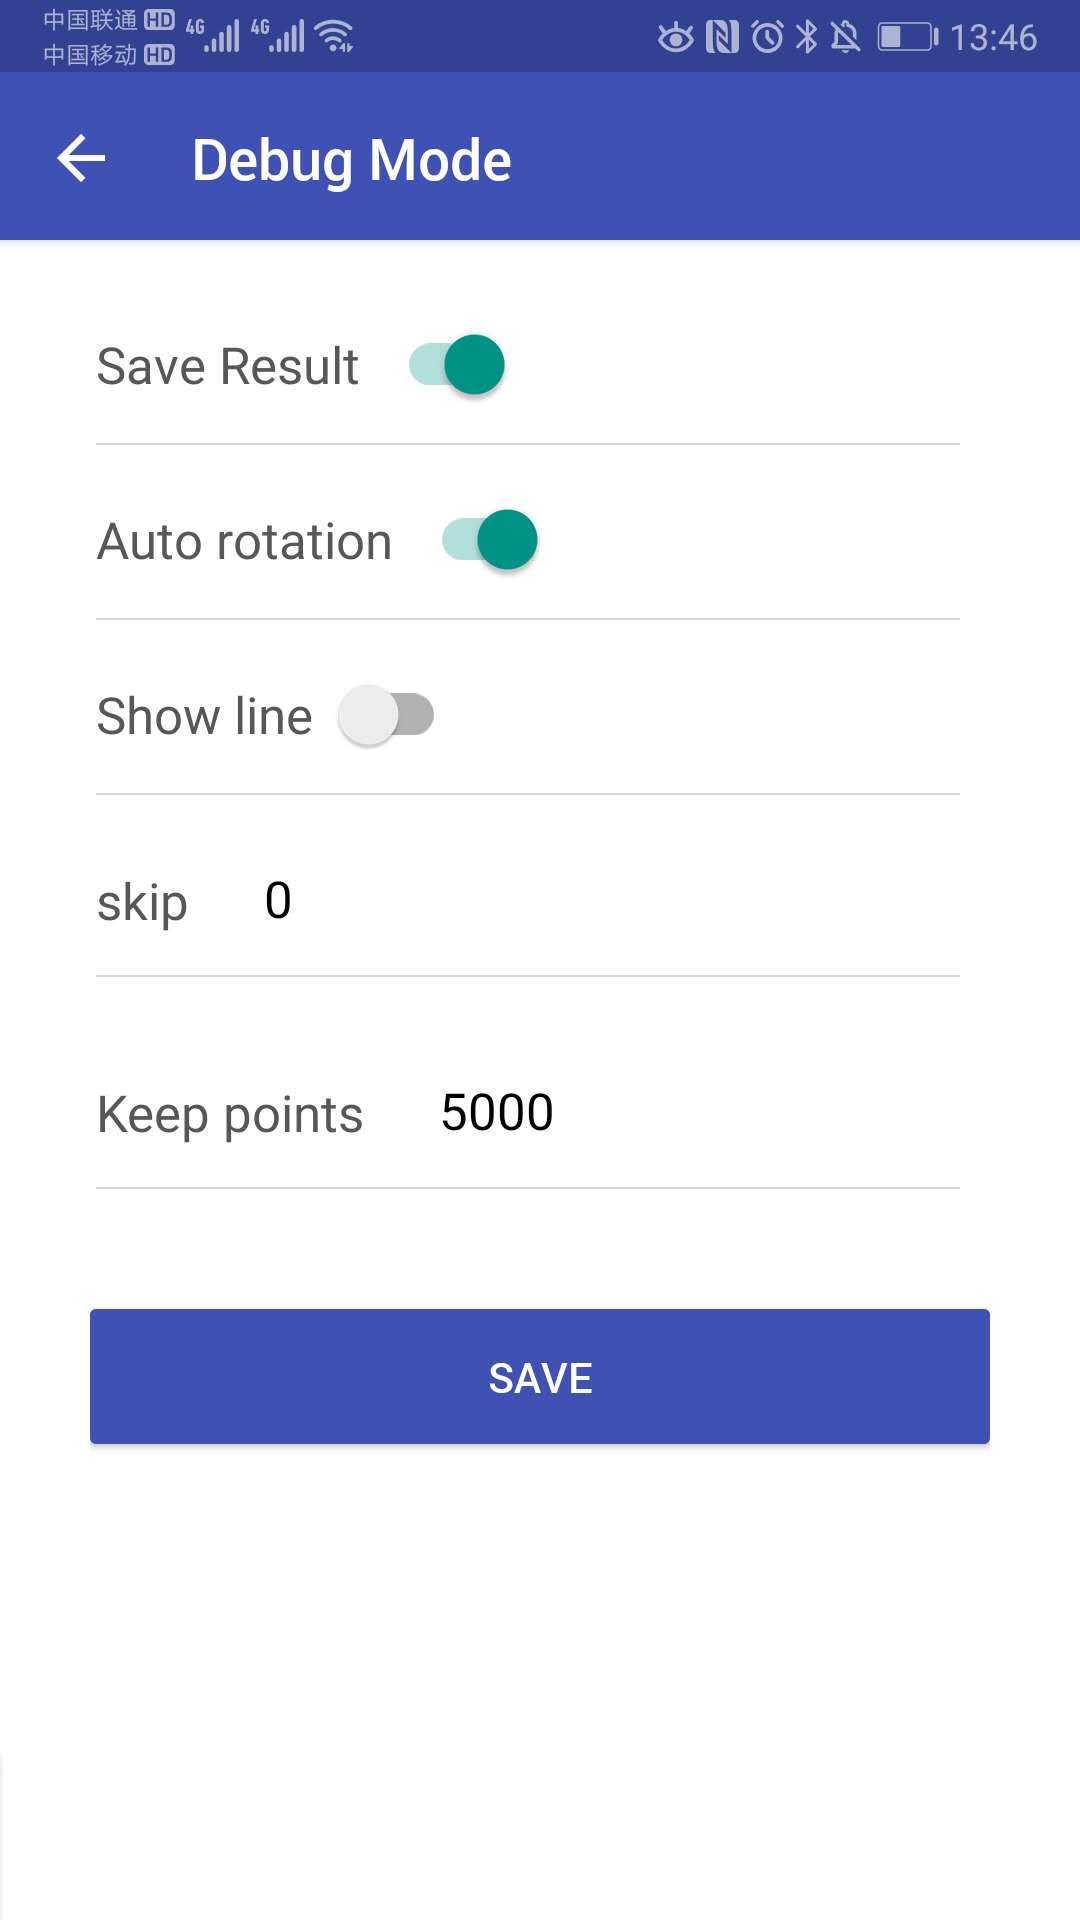 中国联通 HD 4G 4G
中国移动 HD
13:46
Debug Mode
Save Result
Auto rotation
Show line
skip 0
Keep points 5000
SAVE